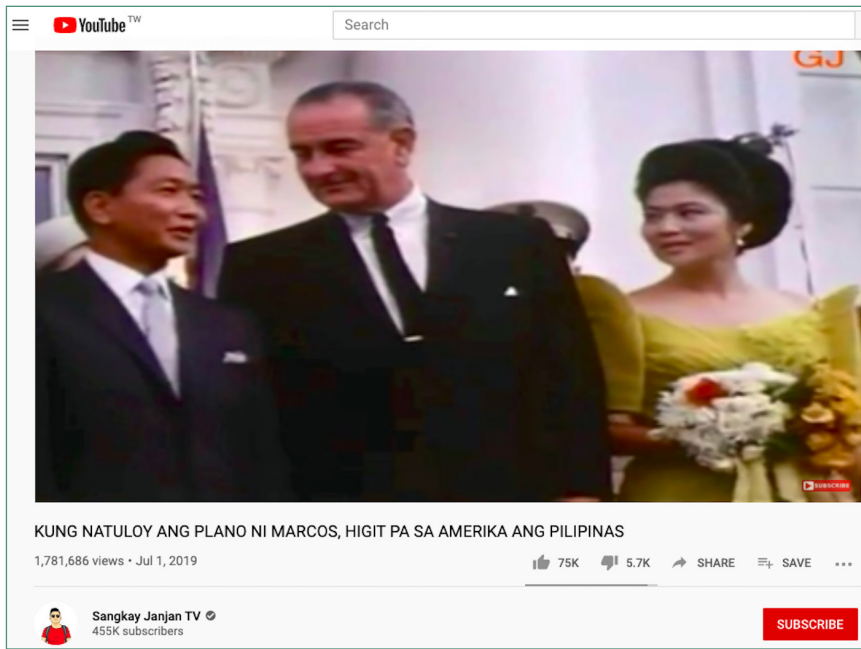 YouTube TW
Search
GJ
SUBSCRIBE
KUNG NATULOY ANG PLANO NI MARCOS, HIGIT PA SA AMERIKA ANG PILIPINAS
1,781,686 views • Jul 1, 2019
75K 5.7K SHARE SAVE
Sangkay Janjan TV
455K subscribers
SUBSCRIBE